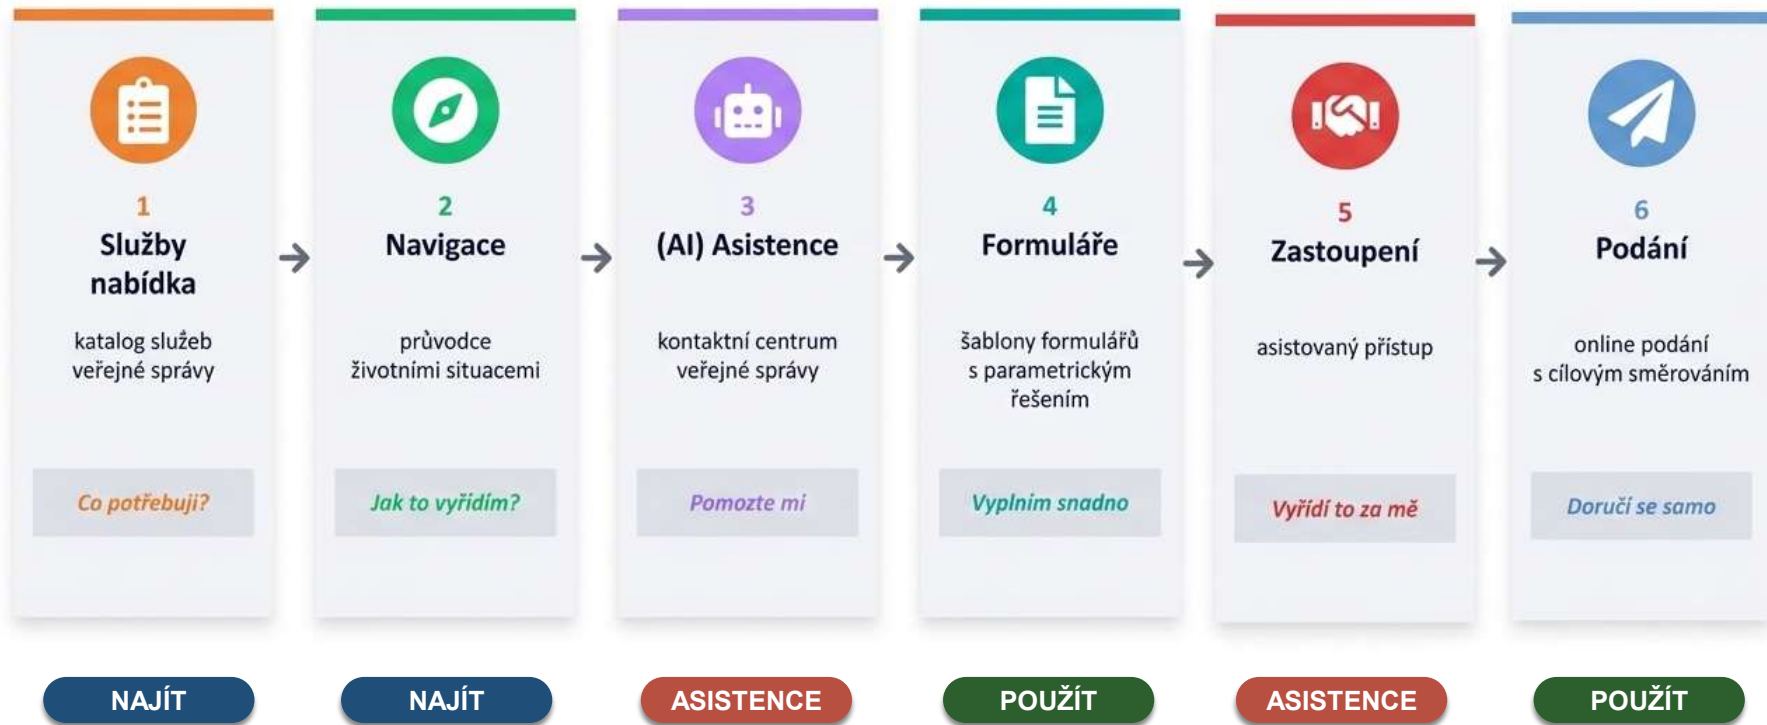 1
Služby
nabídka
katalog služeb
veřejné správy
Co potřebuji?
NAJÍT
2
Navigace
průvodce
životními situacemi
Jak to vyřídím?
NAJÍT
3
(AI) Asistence
kontaktní centrum
veřejné správy
Pomozte mi
ASISTENCE
4
Formuláře
šablony formulářů
s parametrickým
řešením
Vyplnim snadno
POUŽÍT
5
Zastoupení
asistovaný přístup
Vyřídí to za mě
ASISTENCE
6
Podání
online podání
s cílovým směrováním
Doručí se samo
POUŽÍT